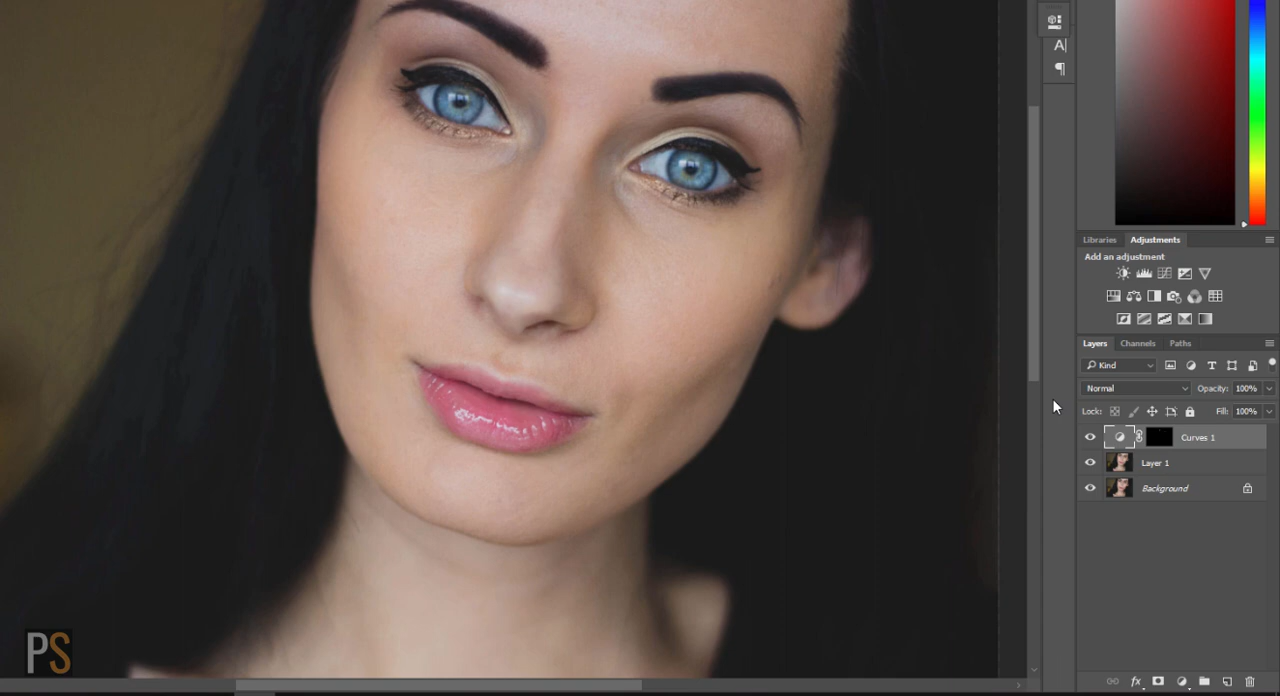 A|
Libraries Adjustments
Add an adjustment
Layers Channels Paths
Kind T
Normal Opacity: 100%
Lock: Fill: 100%
Curves 1
Layer 1
Background
fx
PS